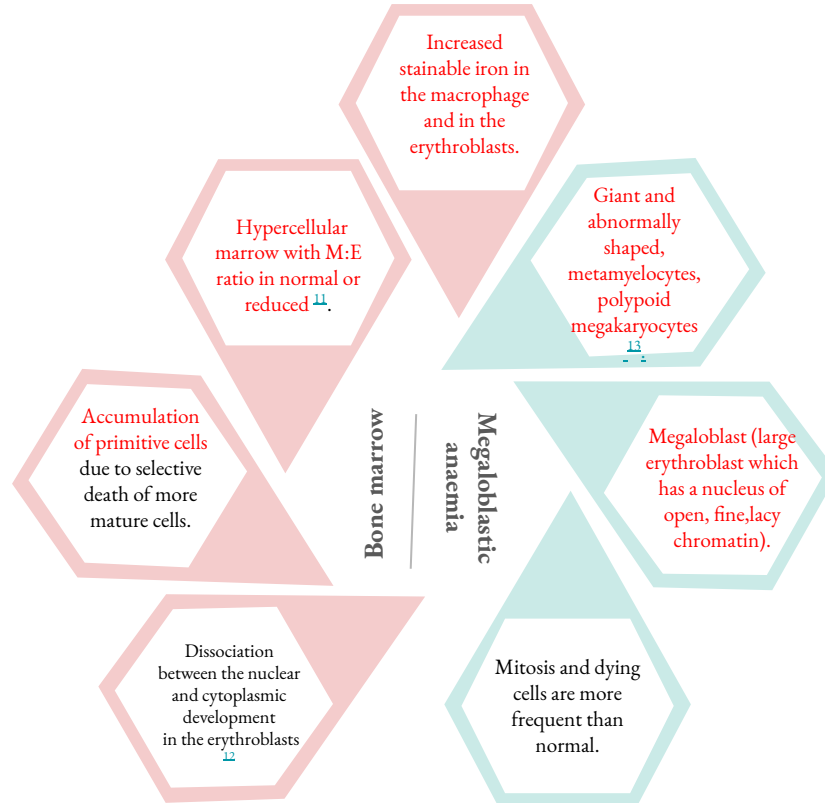 Increased
stainable iron in
the macrophage
and in the
erythroblasts.
Giant and
abnormally
shaped,
metamyelocytes,
polypoid
megakaryocytes
13
- :
Hypercellular
marrow with M:E
ratio in normal or
reduced 11.
Accumulation
of primitive cells
due to selective
death of more
mature cells.
Bone marrow
Megaloblastic
anaemia
Megaloblast (large
erythroblast which
has a nucleus of
open, fine,lacy
chromatin).
Dissociation
between the nuclear
and cytoplasmic
development
in the erythroblasts
12
Mitosis and dying
cells are more
frequent than
normal.